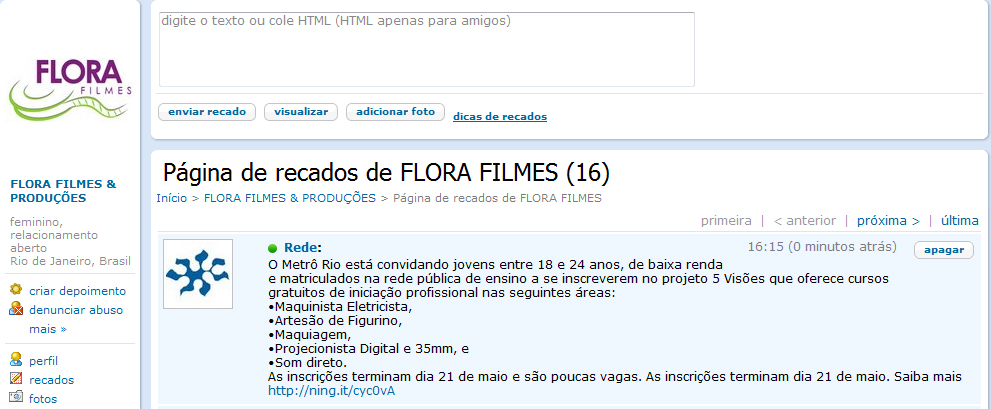 digite o texto ou cole HTML (HTML apenas para amigos)
FLORA
FILMES
enviar recado visualizar adicionar foto dicas de recados
FLORA FILMES &
PRODUÇÕES
feminino,
relacionamento
aberto
Rio de Janeiro, Brasil
criar depoimento
denunciar abuso
mais »
perfil
recados
fotos
Página de recados de FLORA FILMES (16)
Início > FLORA FILMES & PRODUÇÕES > Página de recados de FLORA FILMES
primeira | < anterior | próxima > | última
Rede: 16:15 (0 minutos atrás) apagar
O Metrô Rio está convidando jovens entre 18 e 24 anos, de baixa renda
e matriculados na rede pública de ensino a se inscreverem no projeto 5 Visões que oferece cursos
gratuitos de iniciação profissional nas seguintes áreas:
•Maquinista Eletricista,
•Artesão de Figurino,
•Maquiagem,
•Projecionista Digital e 35mm, e
•Som direto.
As inscrições terminam dia 21 de maio e são poucas vagas. As inscrições terminam dia 21 de maio. Saiba mais
http://ning.it/cyc0vA